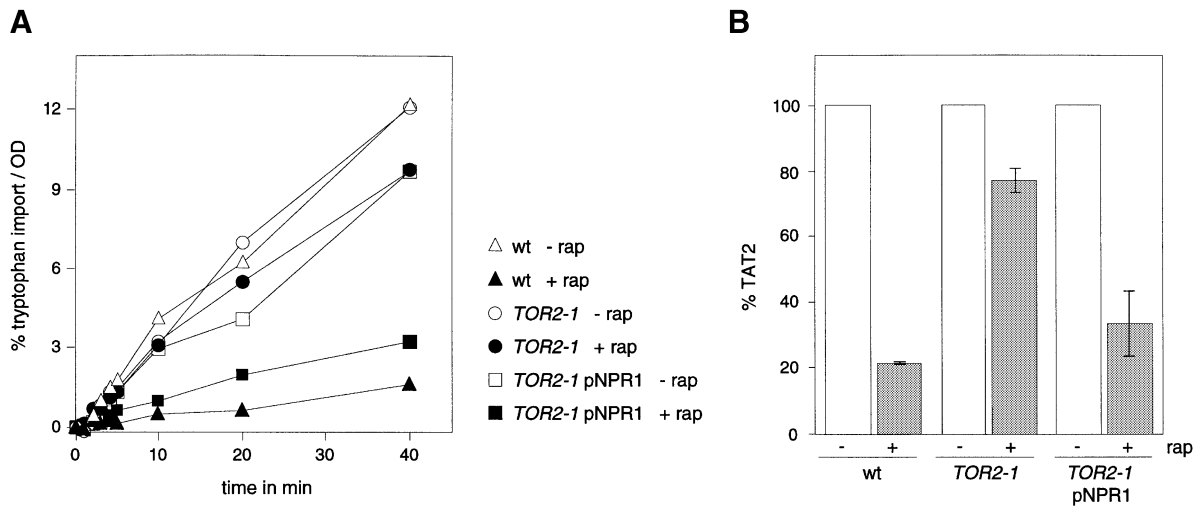 A
% tryptophan import / OD
12
9
6
3
0
0 10 20 30 40
time in min
wt - rap
wt + rap
TOR2-1 - rap
TOR2-1 + rap
TOR2-1 pNPR1 - rap
TOR2-1 pNPR1 + rap
B
% TAT2
100
80
60
40
20
0
- + - + - + rap
wt TOR2-1 TOR2-1
pNPR1